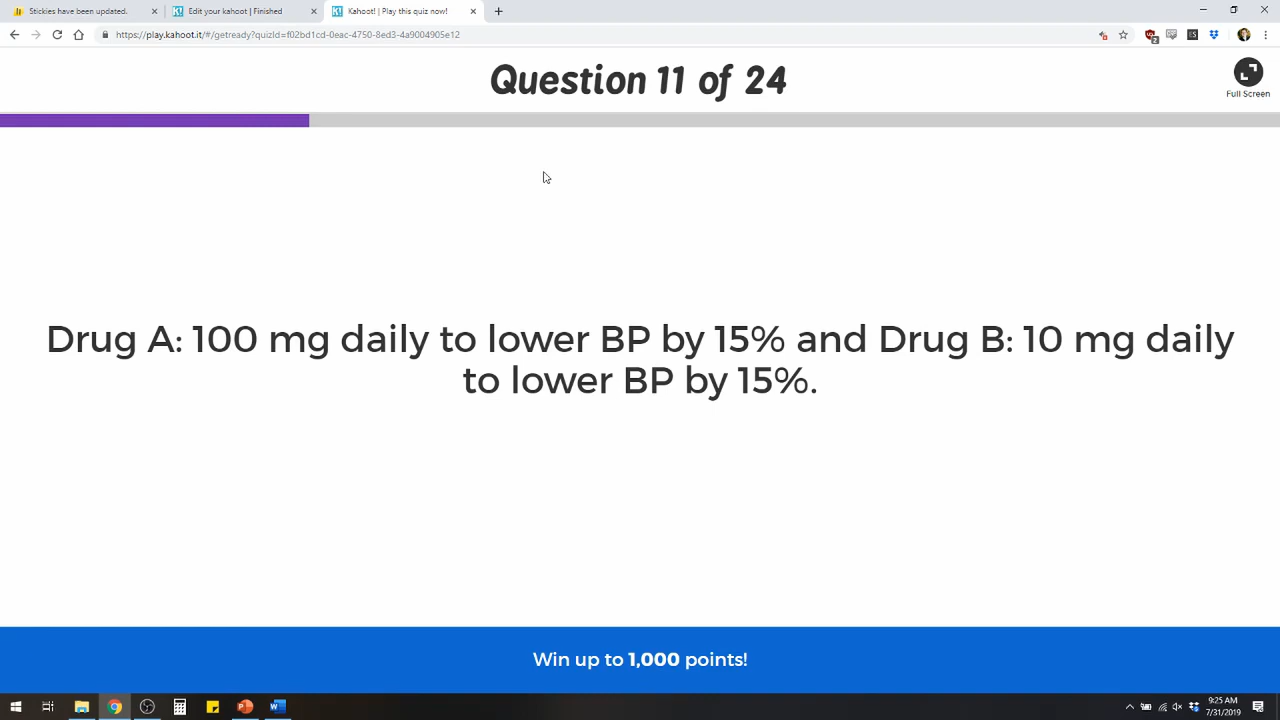 Stickies have been updated.
Edit your kahoot | Finished
Kahoot! | Play this quiz now!
https://play.kahoot.it/#/getready?quizId=f02bd1cd-0eac-4750-8ed3-4a9004905e12
Question 11 of 24
Full Screen
Drug A: 100 mg daily to lower BP by 15% and Drug B: 10 mg daily
to lower BP by 15%.
Win up to 1,000 points!
9:25 AM
7/31/2019